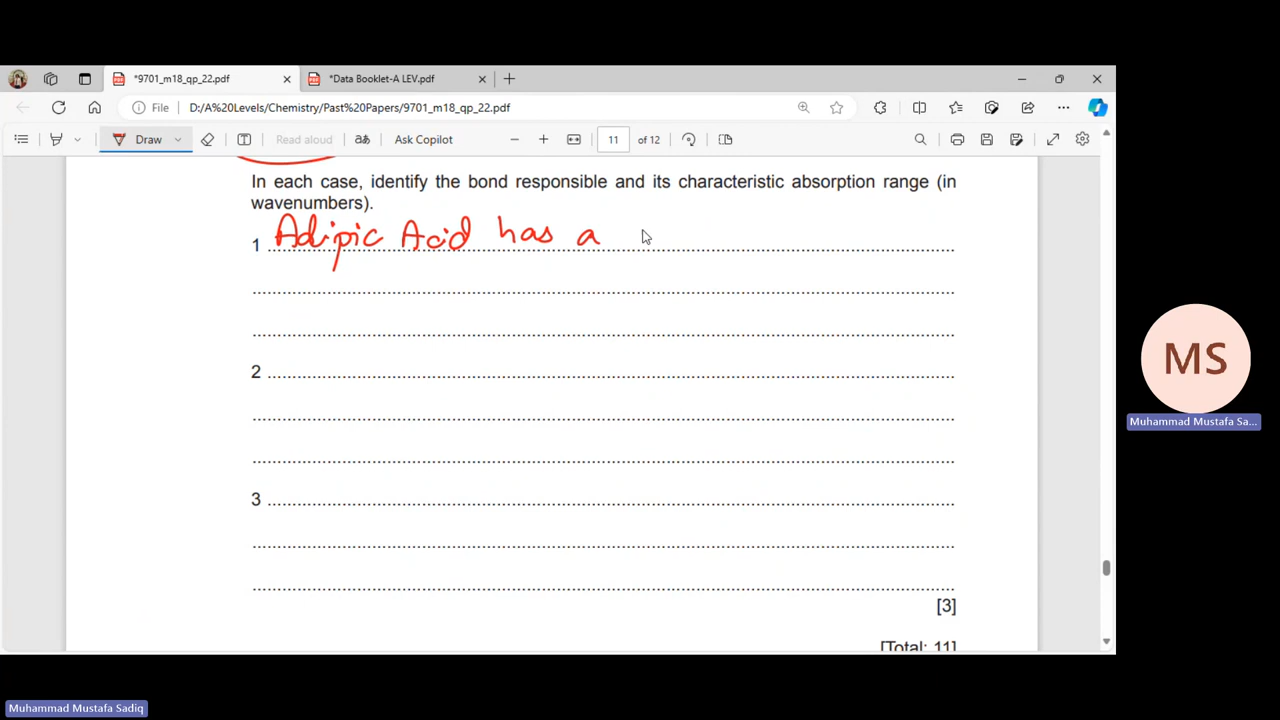 *9701_m18_qp_22.pdf
*Data Booklet-A LEV.pdf
File
D:/A%20Levels/Chemistry/Past%20Papers/9701_m18_qp_22.pdf
Draw
Read aloud
aあ
Ask Copilot
11
of 12
In each case, identify the bond responsible and its characteristic absorption range (in
wavenumbers).
1 Adipic Acid has a
2
3
[3]
[Total: 11]
MS
Muhammad Mustafa Sa...
Muhammad Mustafa Sadiq